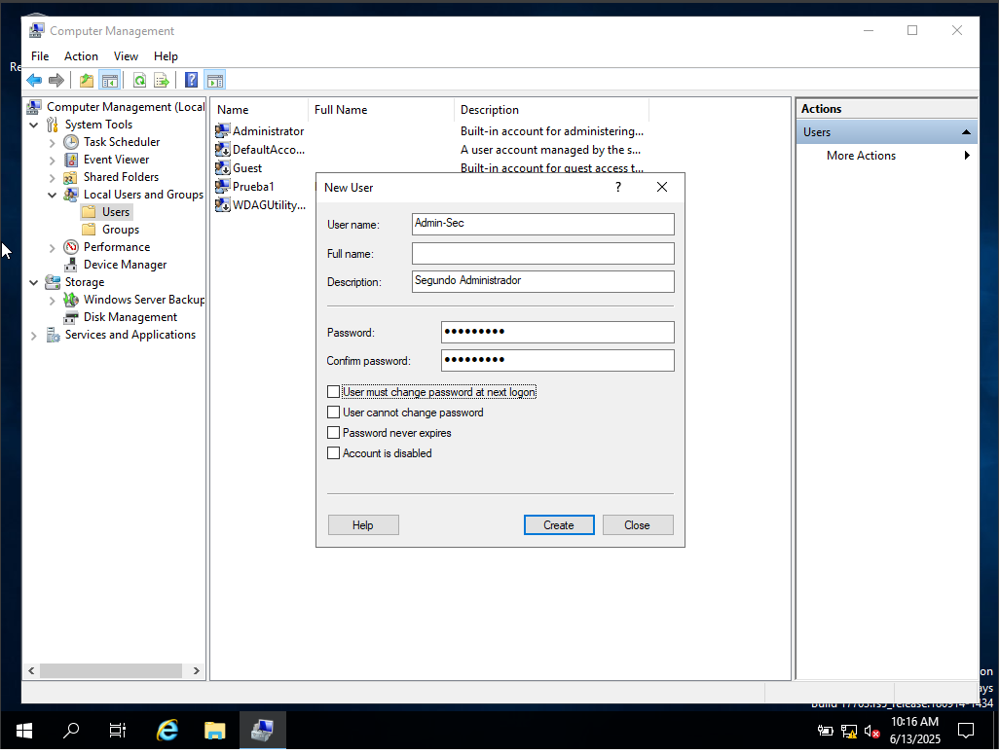 Computer Management
File Action View Help
Computer Management (Local
System Tools
Task Scheduler
Event Viewer
Shared Folders
Local Users and Groups
Users
Groups
Performance
Device Manager
Storage
Windows Server Backup
Disk Management
Services and Applications
Name Full Name Description
Administrator Built-in account for administering...
DefaultAcco... A user account managed by the s...
Guest Built-in account for guest access t...
Prueba1
WDAGUtility...
Actions
Users
More Actions
New User
?
User name: Admin-Sec
Full name:
Description: Segundo Administrador
Password: •••••••••
Confirm password: •••••••••
User must change password at next logon
User cannot change password
Password never expires
Account is disabled
Help Create Close
10:16 AM
6/13/2025